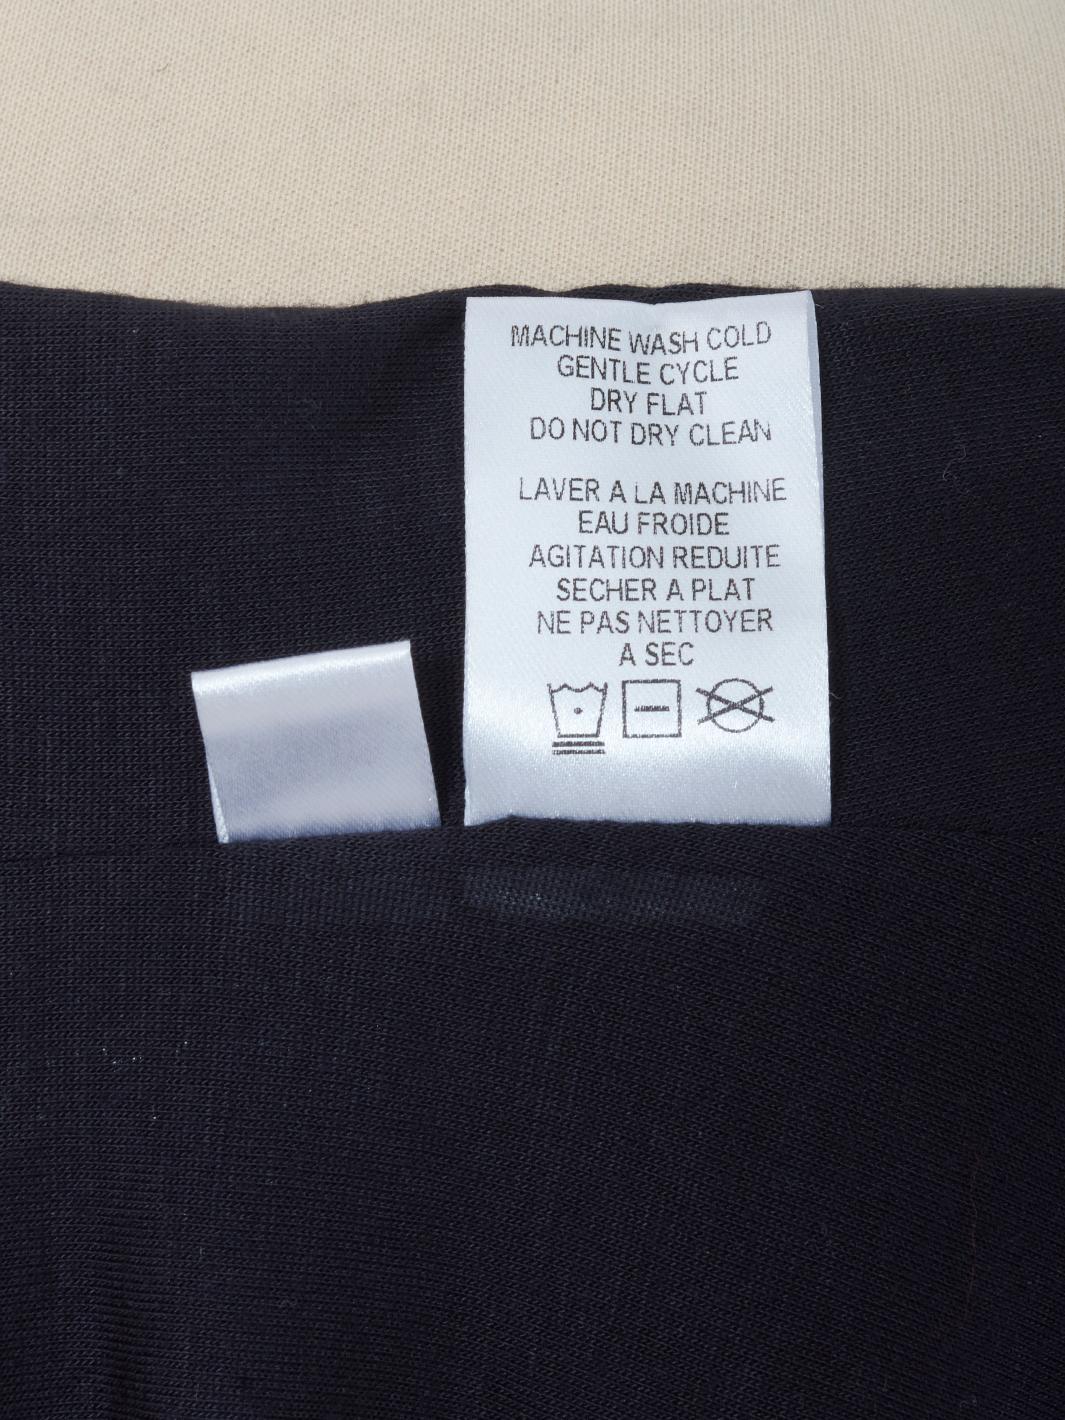 MACHINE WASH COLD
GENTLE CYCLE
DRY FLAT
DO NOT DRY CLEAN
LAVER A LA MACHINE
EAU FROIDE
AGITATION REDUITE
SECHER A PLAT
NE PAS NETTOYER
A SEC